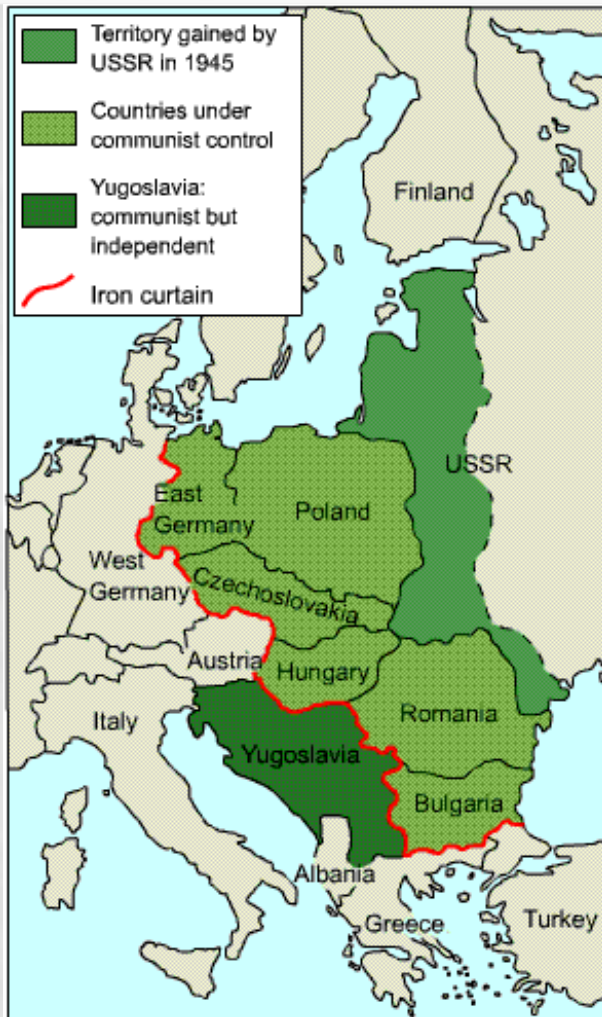 Territory gained by
USSR in 1945
Countries under
communist control
Yugoslavia:
communist but
independent
Iron curtain
Finland
USSR
East
Germany
Poland
West
Germany
Czechoslovakia
Austria
Hungary
Romania
Italy
Yugoslavia
Bulgaria
Albania
Greece
Turkey